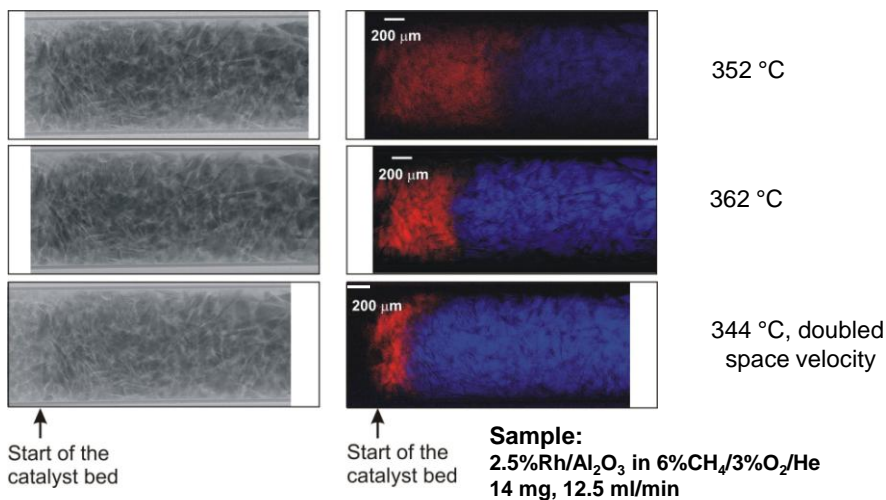 200 μm
352 °C
200 μm
362 °C
200 μm
344 °C, doubled
space velocity
Start of the
catalyst bed
Start of the
catalyst bed
Sample:
2.5%Rh/Al₂O₃ in 6%CH₄/3%O₂/He
14 mg, 12.5 ml/min